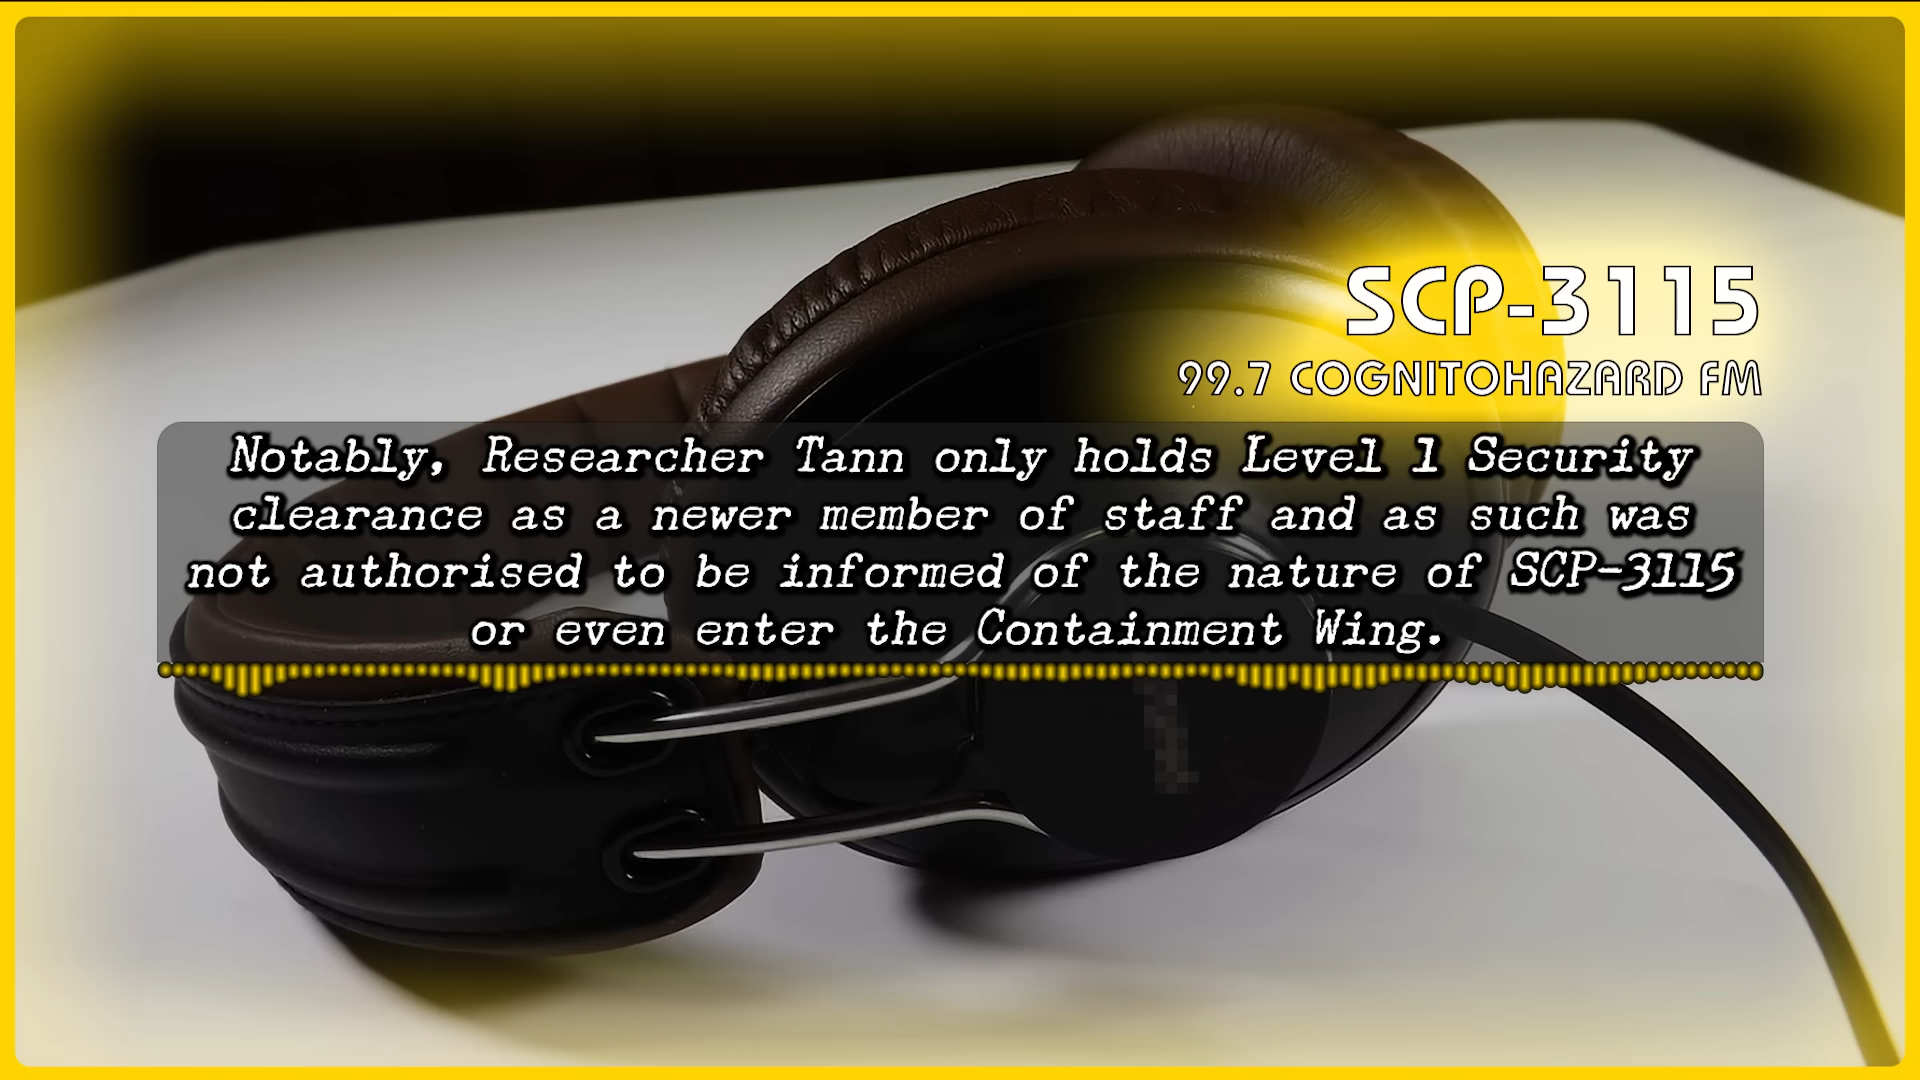 SCP-3115
99.7 COGNITOHAZARD FM
Notably, Researcher Tann only holds Level 1 Security
clearance as a newer member of staff and as such was
not authorised to be informed of the nature of SCP-3115
or even enter the Containment Wing.